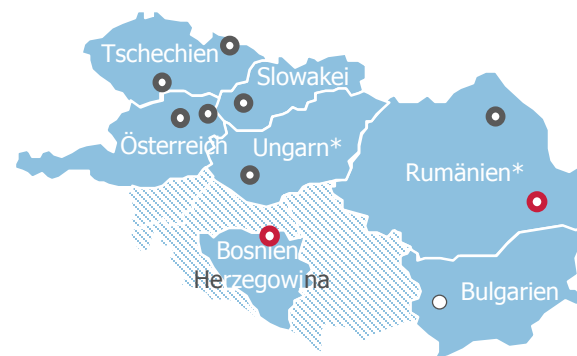 Tschechien
Slowakei
Österreich
Ungarn*
Rumänien*
Bosnien
Herzegowina
Bulgarien